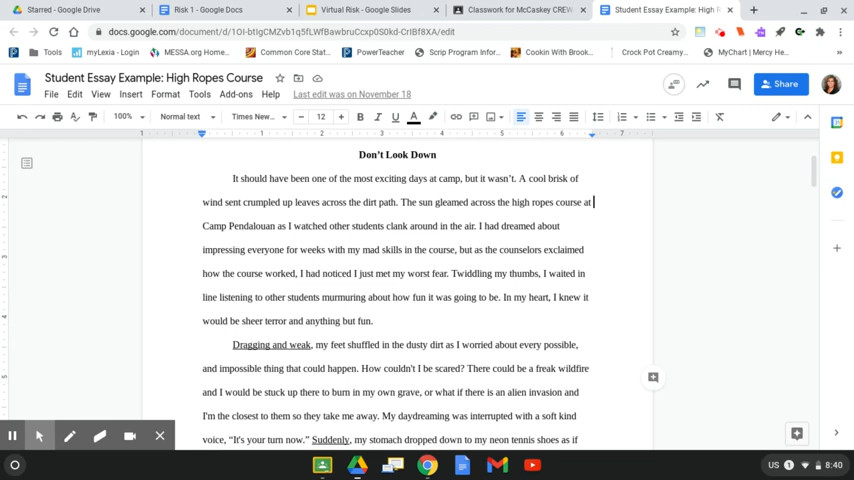 Starred - Google Drive
Risk 1 - Google Docs
Virtual Risk - Google Slides
Classwork for McCaskey CREW
Student Essay Example: High R
docs.google.com/document/d/1OI-btIgCMZvb1q5fLWfBawbruCcxp0S0kd-CrIBf8XA/edit
Tools
myLexia - Login
MESSA.org Home...
Common Core Stat...
PowerTeacher
Scrip Program Infor...
Cookin With Brook...
Crock Pot Creamy...
MyChart | Mercy He...
Student Essay Example: High Ropes Course
Share
File Edit View Insert Format Tools Add-ons Help Last edit was on November 18
100% Normal text Times New... 12 B I U A
1 1 2 3 4 5 6 7
Don't Look Down
It should have been one of the most exciting days at camp, but it wasn't. A cool brisk of
wind sent crumpled up leaves across the dirt path. The sun gleamed across the high ropes course at
Camp Pendalouan as I watched other students clank around in the air. I had dreamed about
impressing everyone for weeks with my mad skills in the course, but as the counselors exclaimed
how the course worked, I had noticed I just met my worst fear. Twiddling my thumbs, I waited in
line listening to other students murmuring about how fun it was going to be. In my heart, I knew it
would be sheer terror and anything but fun.
Dragging and weak, my feet shuffled in the dusty dirt as I worried about every possible,
and impossible thing that could happen. How couldn't I be scared? There could be a freak wildfire
and I would be stuck up there to burn in my own grave, or what if there is an alien invasion and
I'm the closest to them so they take me away. My daydreaming was interrupted with a soft kind
voice, “It's your turn now.” Suddenly, my stomach dropped down to my neon tennis shoes as if
US 1 8:40